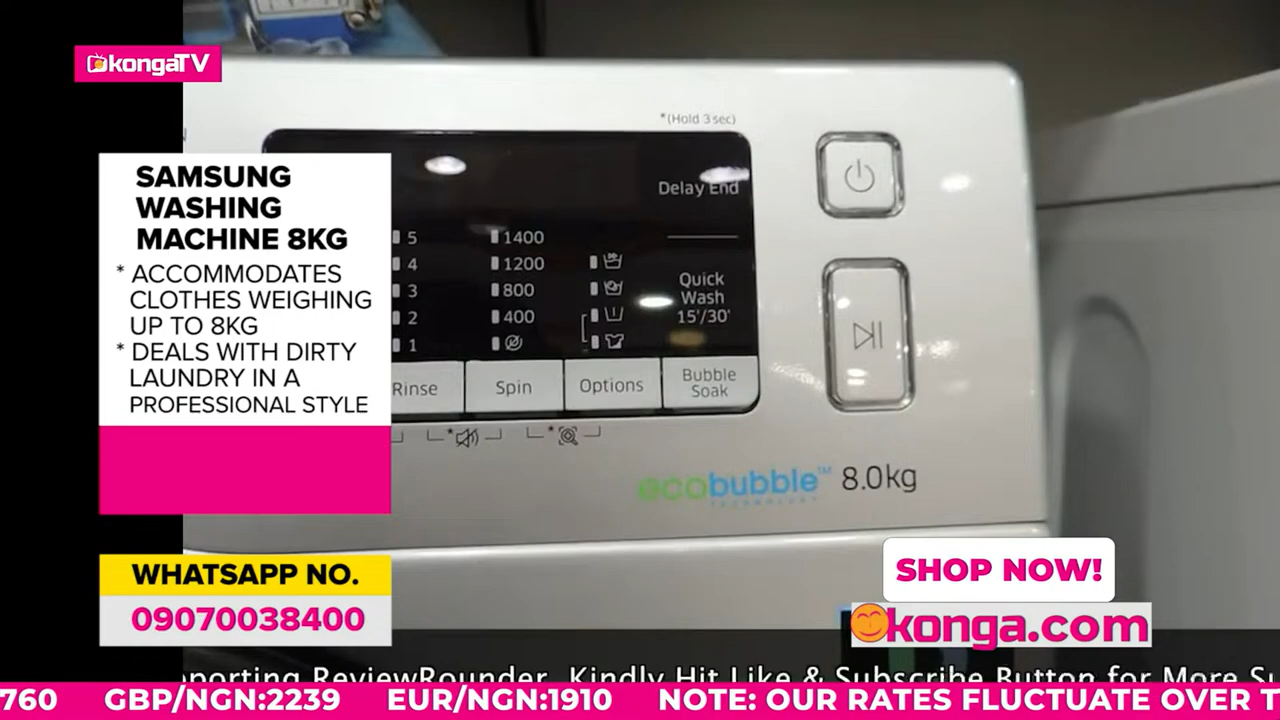 kongaTV
SAMSUNG
WASHING
MACHINE 8KG
* ACCOMMODATES
CLOTHES WEIGHING
UP TO 8KG
* DEALS WITH DIRTY
LAUNDRY IN A
PROFESSIONAL STYLE
WHATSAPP NO.
09070038400
*(Hold 3 sec)
Delay End
5 1400
4 1200
3 800
2 400
1
Quick
Wash
15'/30'
Rinse Spin Options Bubble
Soak
ecobubble™ 8.0kg
TECHNOLOGY
SHOP NOW!
konga.com
ReviewRounder, Kindly Hit Like & Subscribe Button for More
760 GBP/NGN:2239 EUR/NGN:1910 NOTE: OUR RATES FLUCTUATE OVER